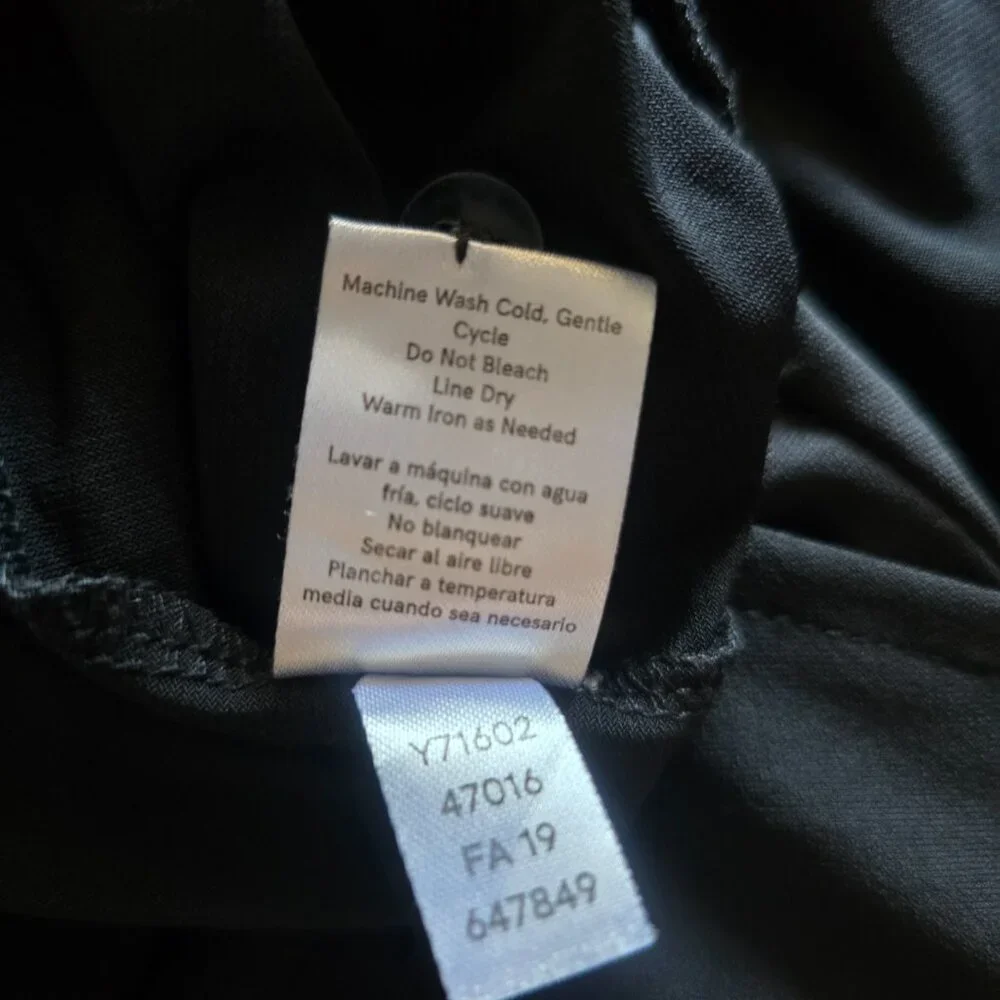 Machine Wash Cold, Gentle
Cycle
Do Not Bleach
Line Dry
Warm Iron as Needed
Lavar a máquina con agua
fría, ciclo suave
No blanquear
Secar al aire libre
Planchar a temperatura
media cuando sea necesario
Y71602
47016
FA 19
647849